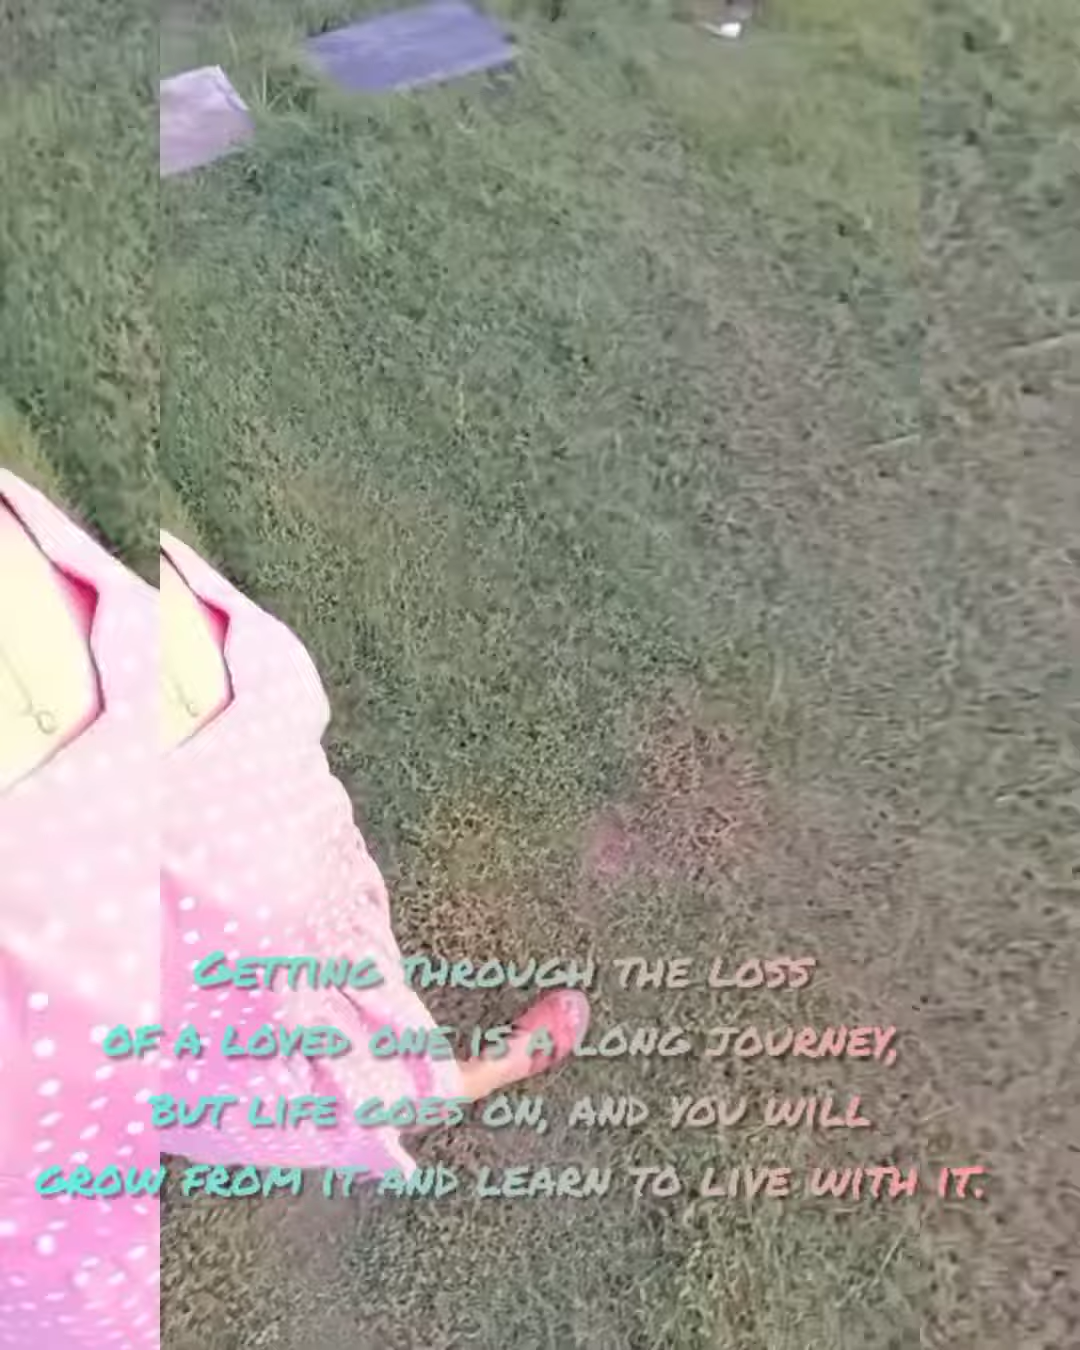 Getting through the loss
of a loved one is a long journey,
but life goes on, and you will
grow from it and learn to live with it.